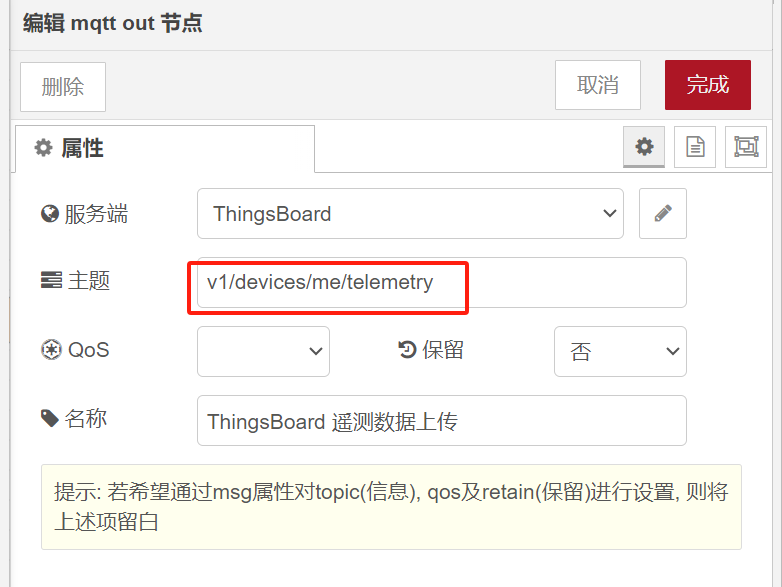 编辑 mqtt out 节点
删除
取消
完成
属性
服务端
ThingsBoard
主题
v1/devices/me/telemetry
QoS
保留
否
名称
ThingsBoard 遥测数据上传
提示: 若希望通过msg属性对topic(信息), qos及retain(保留)进行设置, 则将
上述项留白